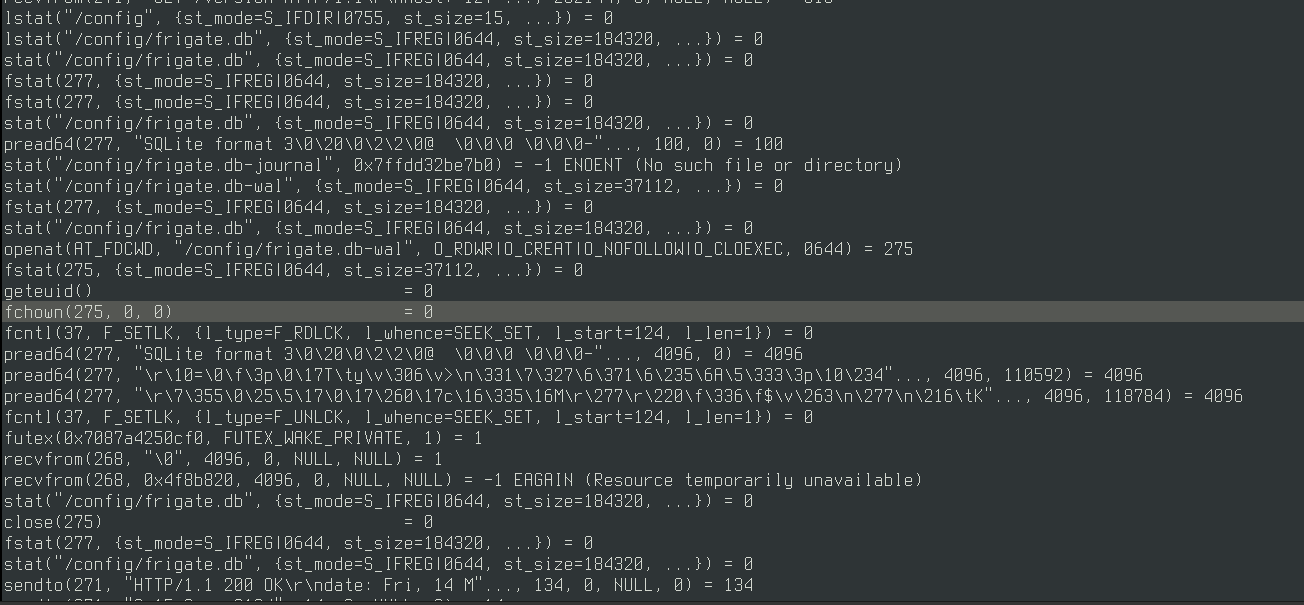 lstat("/config", {st_mode=S_IFDIR|0755, st_size=15, ...}) = 0
lstat("/config/frigate.db", {st_mode=S_IFREG|0644, st_size=184320, ...}) = 0
stat("/config/frigate.db", {st_mode=S_IFREG|0644, st_size=184320, ...}) = 0
fstat(277, {st_mode=S_IFREG|0644, st_size=184320, ...}) = 0
fstat(277, {st_mode=S_IFREG|0644, st_size=184320, ...}) = 0
stat("/config/frigate.db", {st_mode=S_IFREG|0644, st_size=184320, ...}) = 0
pread64(277, "SQLite format 3\0\20\0\2\2\0@  \0\0\0 \0\0\0-"..., 100, 0) = 100
stat("/config/frigate.db-journal", 0x7ffdd32be7b0) = -1 ENOENT (No such file or directory)
stat("/config/frigate.db-wal", {st_mode=S_IFREG|0644, st_size=37112, ...}) = 0
fstat(277, {st_mode=S_IFREG|0644, st_size=184320, ...}) = 0
stat("/config/frigate.db", {st_mode=S_IFREG|0644, st_size=184320, ...}) = 0
openat(AT_FDCWD, "/config/frigate.db-wal", O_RDWR|O_CREAT|O_NOFOLLOW|O_CLOEXEC, 0644) = 275
fstat(275, {st_mode=S_IFREG|0644, st_size=37112, ...}) = 0
geteuid() = 0
fchown(275, 0, 0) = 0
fcntl(37, F_SETLK, {l_type=F_RDLCK, l_whence=SEEK_SET, l_start=124, l_len=1}) = 0
pread64(277, "SQLite format 3\0\20\0\2\2\0@  \0\0\0 \0\0\0-"..., 4096, 0) = 4096
pread64(277, "\r\10=\0\f\3p\0\17T\ty\v\306\v>\n\331\7\327\6\371\6\235\6A\5\333\3p\10\234"..., 4096, 110592) = 4096
pread64(277, "\r\7\355\0\25\5\17\0\17\260\17c\16\335\16M\r\277\r\220\f\336\f$\v\263\n\277\n\216\tK"..., 4096, 118784) = 4096
fcntl(37, F_SETLK, {l_type=F_UNLCK, l_whence=SEEK_SET, l_start=124, l_len=1}) = 0
futex(0x7087a4250cf0, FUTEX_WAKE_PRIVATE, 1) = 1
recvfrom(268, "\0", 4096, 0, NULL, NULL) = 1
recvfrom(268, 0x4f8b820, 4096, 0, NULL, NULL) = -1 EAGAIN (Resource temporarily unavailable)
stat("/config/frigate.db", {st_mode=S_IFREG|0644, st_size=184320, ...}) = 0
close(275) = 0
fstat(277, {st_mode=S_IFREG|0644, st_size=184320, ...}) = 0
stat("/config/frigate.db", {st_mode=S_IFREG|0644, st_size=184320, ...}) = 0
sendto(271, "HTTP/1.1 200 OK\r\ndate: Fri, 14 M"..., 134, 0, NULL, 0) = 134